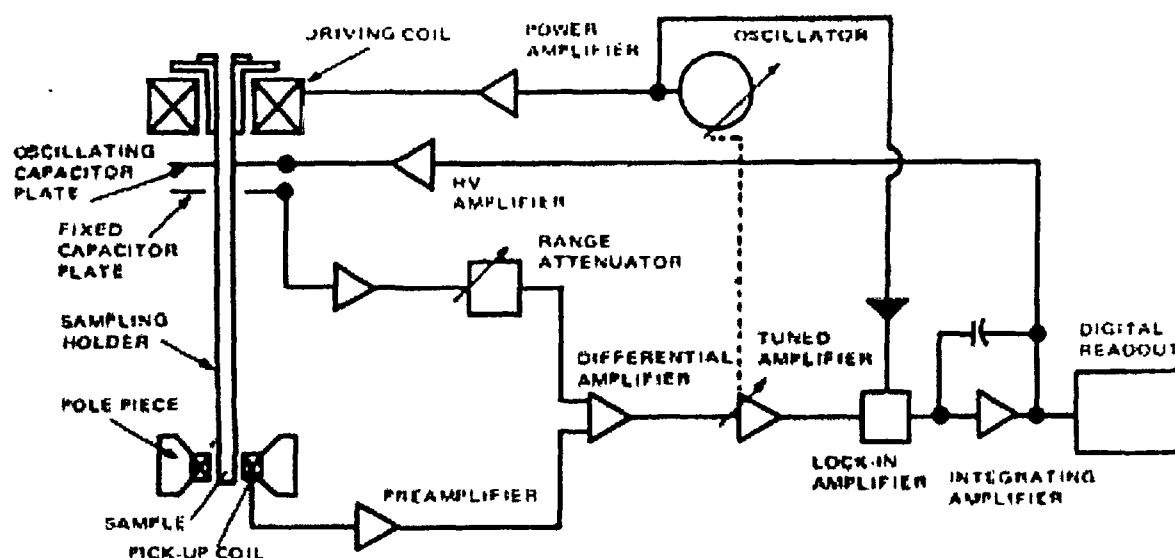 DRIVING COIL
POWER
AMPLIFIER
OSCILLATOR
OSCILLATING
CAPACITOR
PLATE
HV
AMPLIFIER
FIXED
CAPACITOR
PLATE
RANGE
ATTENUATOR
SAMPLING
HOLDER
DIFFERENTIAL
AMPLIFIER
TUNED
AMPLIFIER
DIGITAL
READOUT
POLE PIECE
LOCK-IN
AMPLIFIER
INTEGRATING
AMPLIFIER
PREAMPLIFIER
SAMPLE
PICK-UP COIL